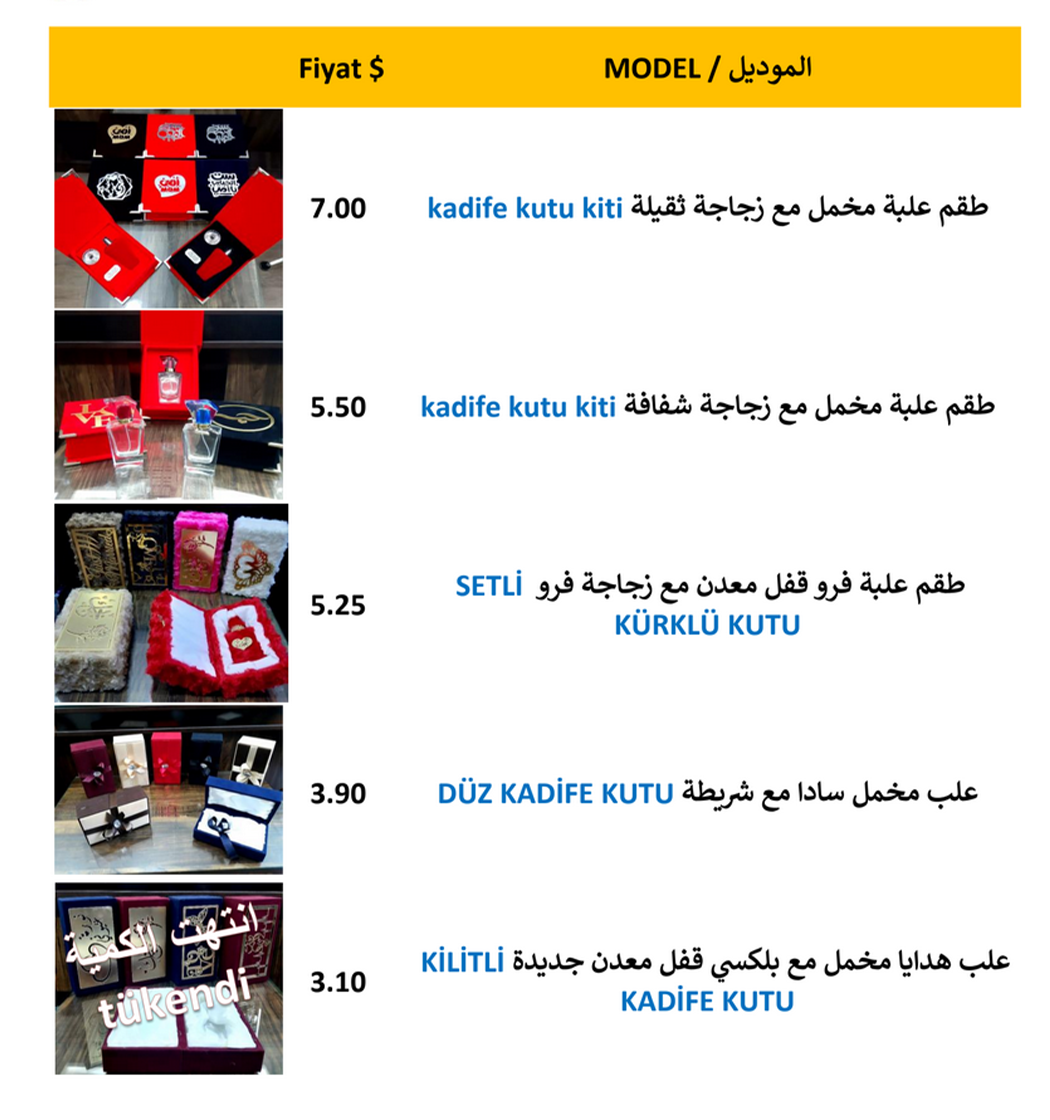 Fiyat $
MODEL / الموديل
7.00
طقم علبة مخمل مع زجاجة ثقيلة kadife kutu kiti
5.50
طقم علبة مخمل مع زجاجة شفافة kadife kutu kiti
5.25
طقم علبة فرو قفل معدن مع زجاجة فرو SETLİ
KÜRKLÜ KUTU
3.90
علب مخمل سادا مع شريطة DÜZ KADİFE KUTU
انتهت الكمية
tükendi
3.10
علب هدايا مخمل مع بلكسي قفل معدن جديدة KİLİTLİ
KADİFE KUTU